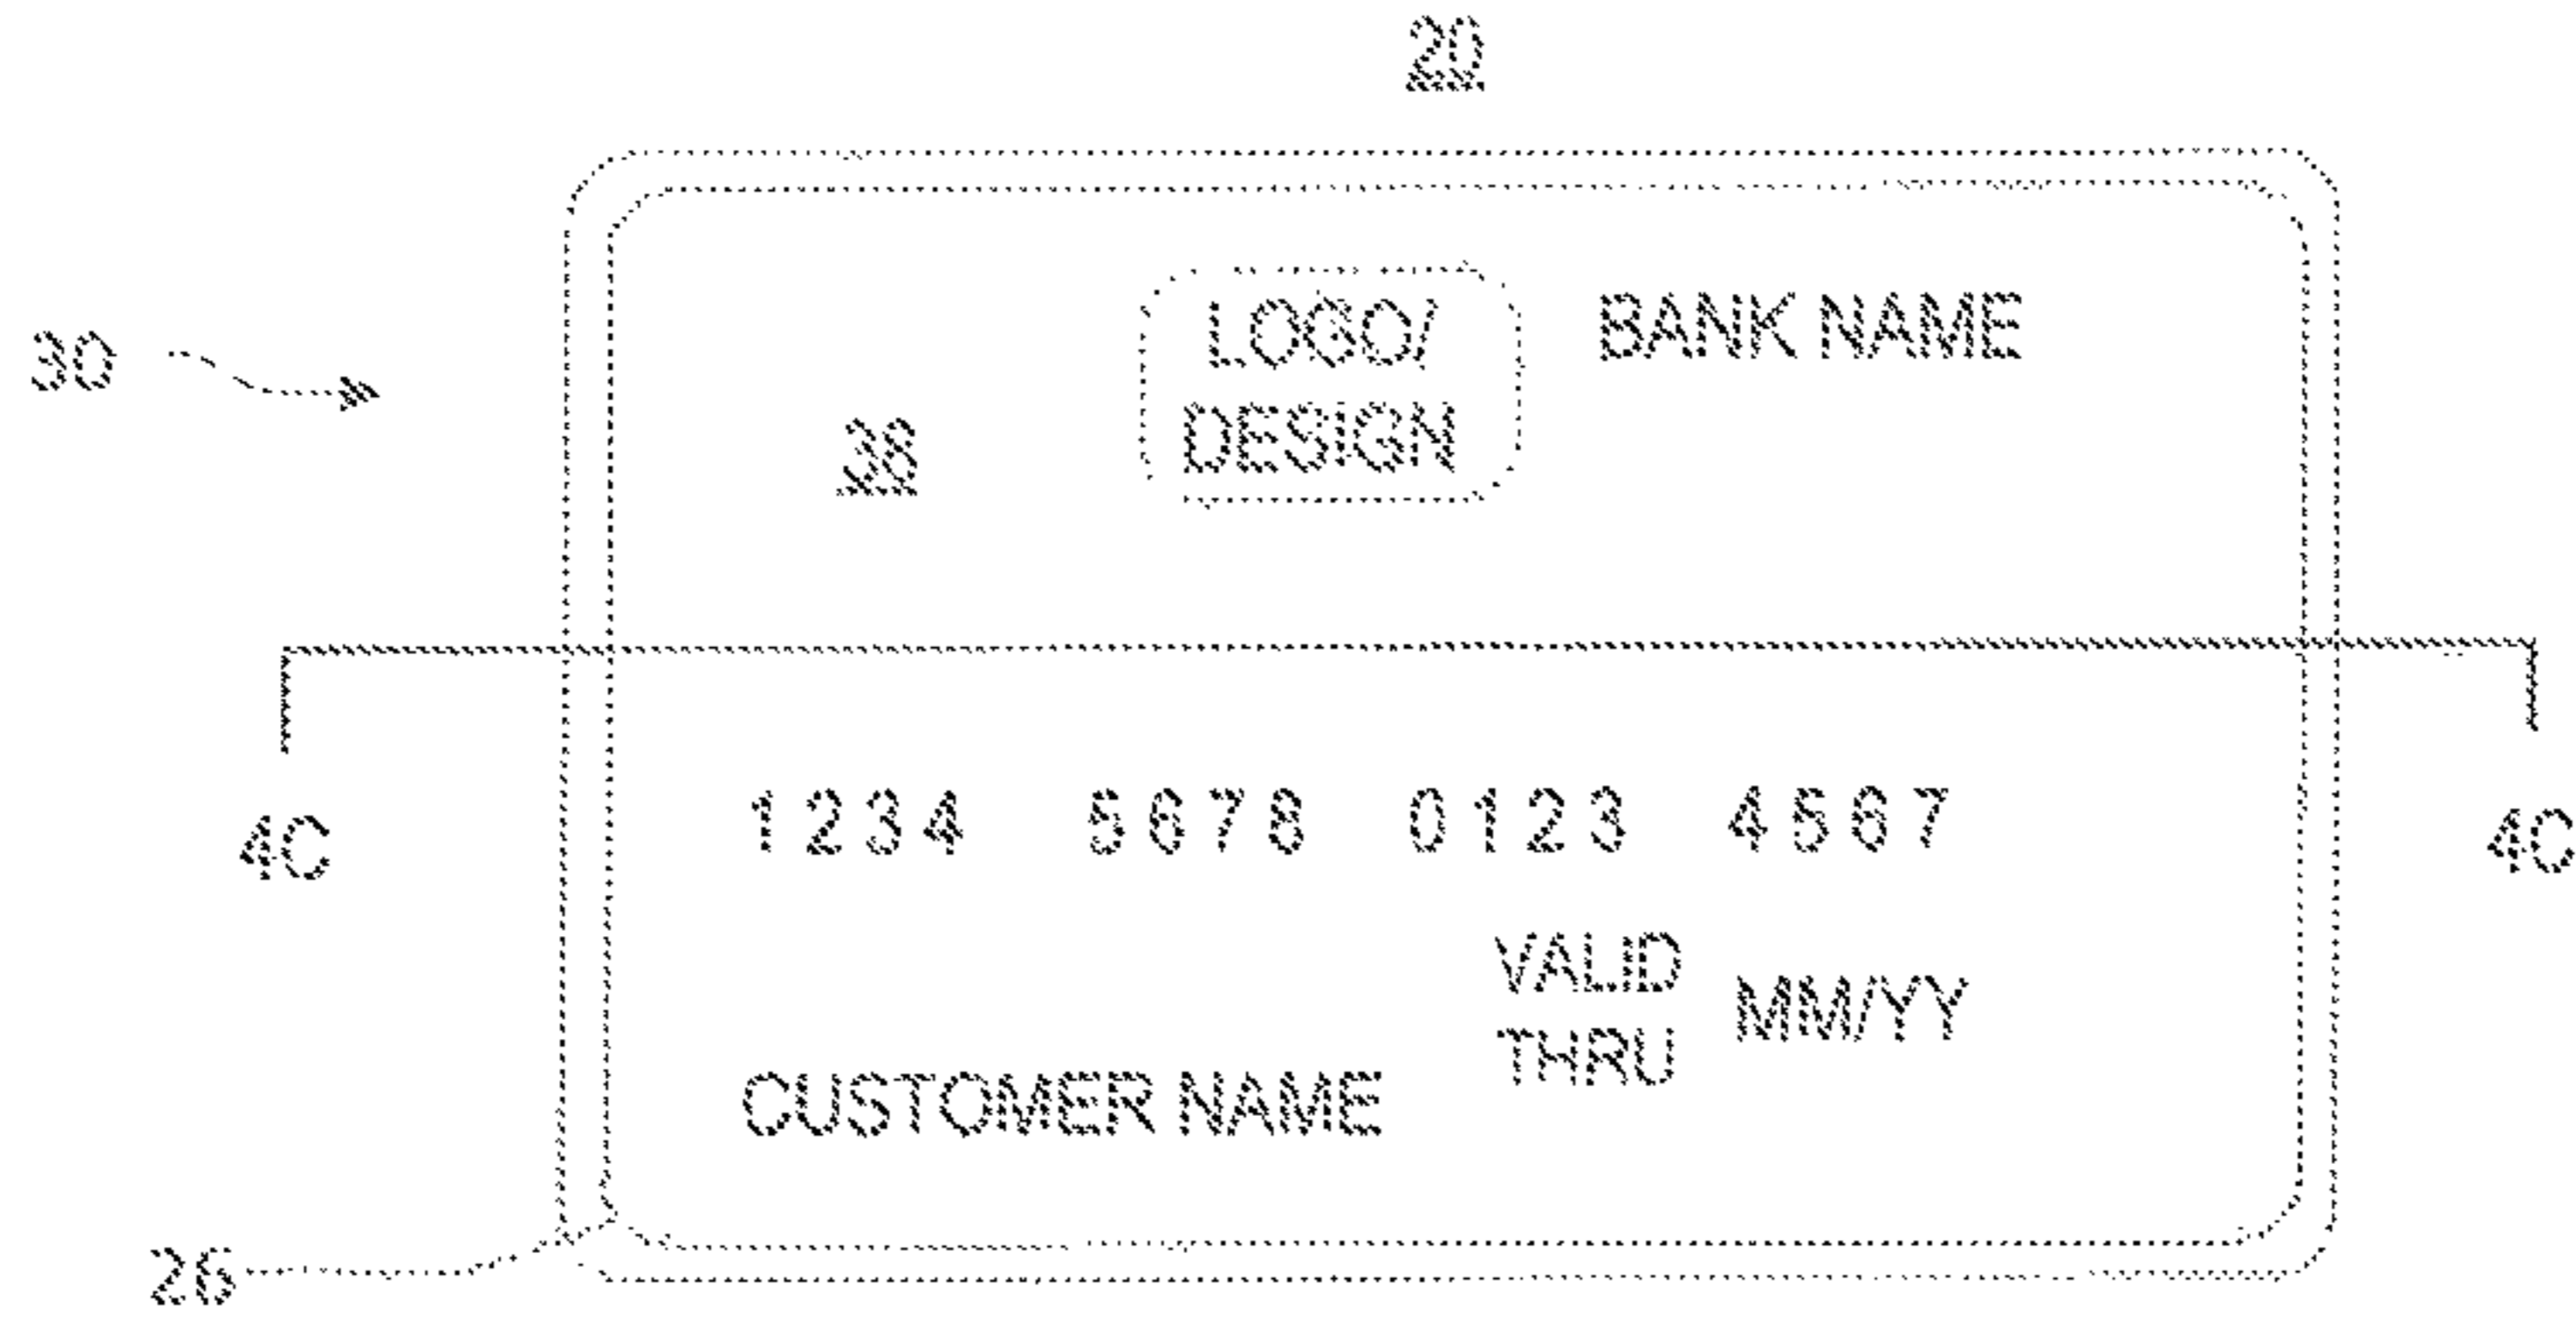 20
30
LOGO/
DESIGN
BANK NAME
38
1234 5678 0123 4567
4C
4C
VALID
THRU
MM/YY
CUSTOMER NAME
26